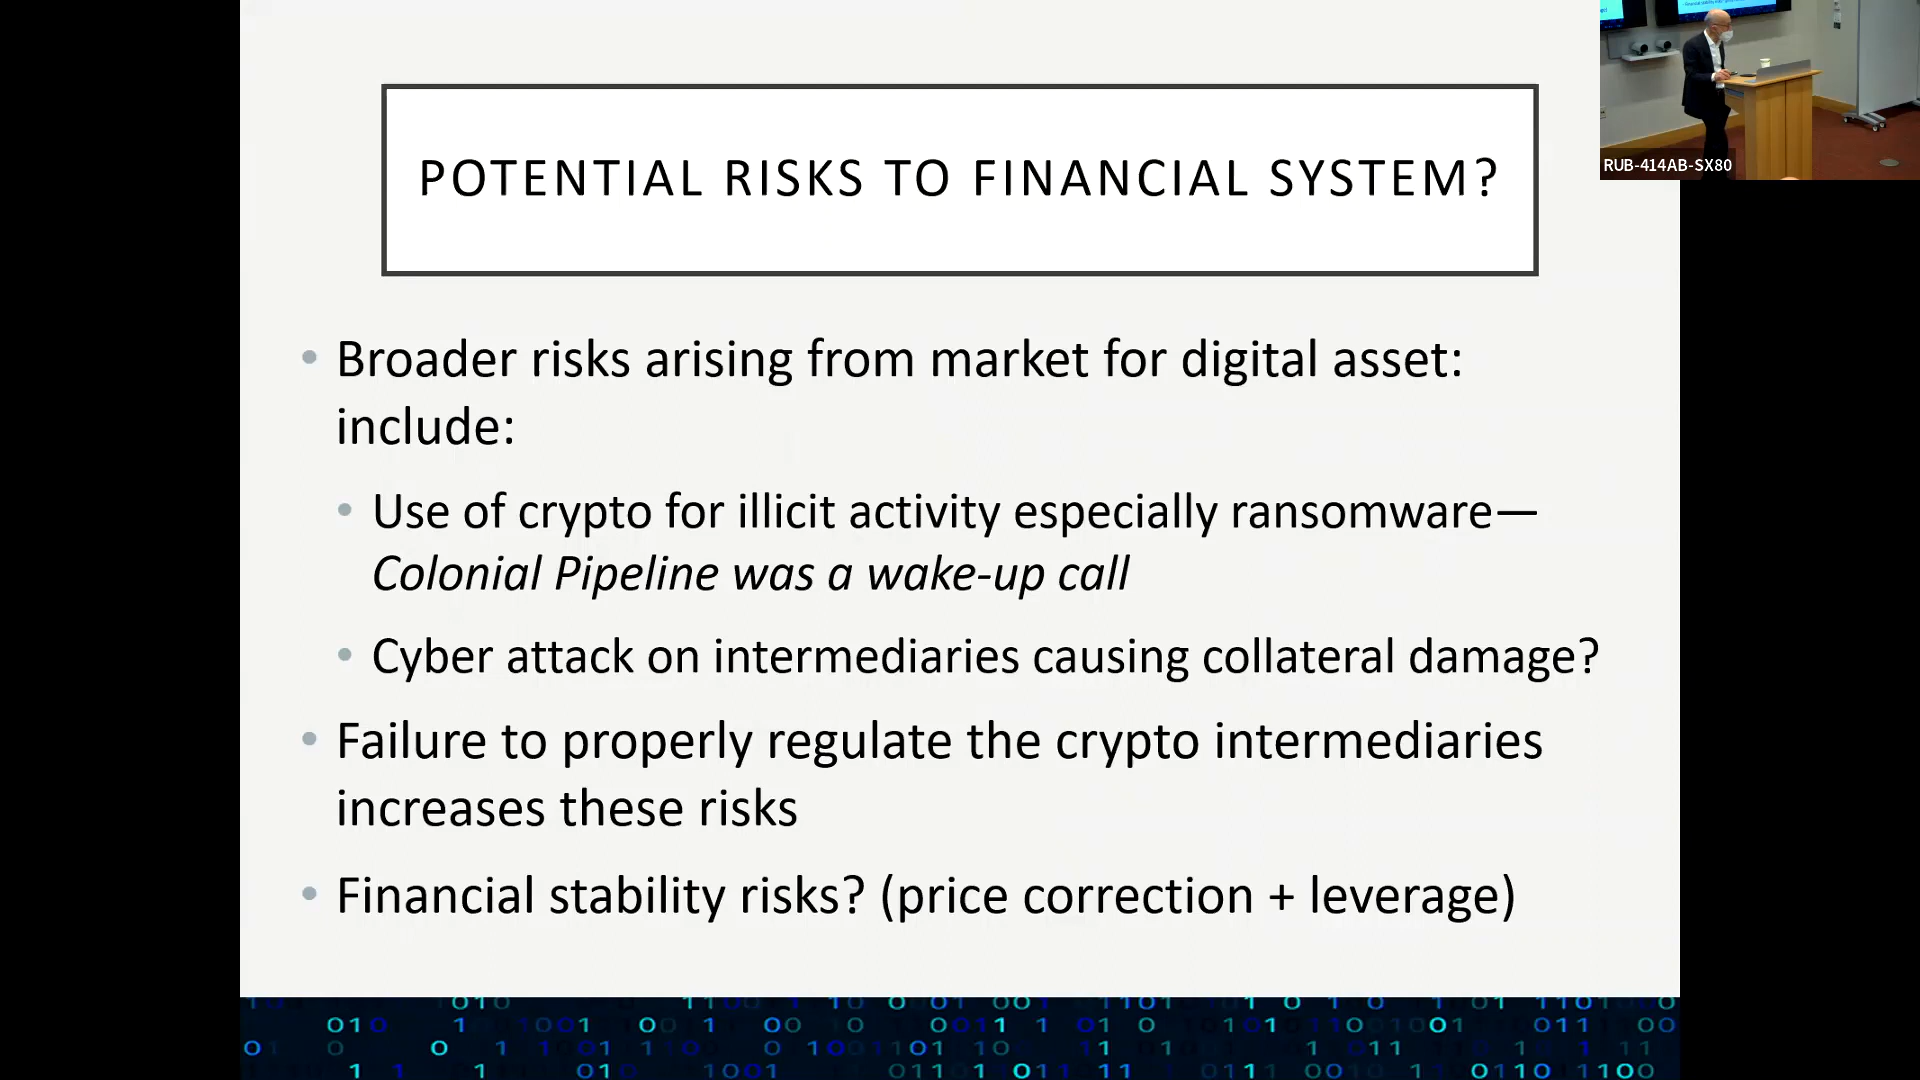 POTENTIAL RISKS TO FINANCIAL SYSTEM?
RUB-414AB-SX80
• Broader risks arising from market for digital asset:
include:
• Use of crypto for illicit activity especially ransomware—
Colonial Pipeline was a wake-up call
• Cyber attack on intermediaries causing collateral damage?
• Failure to properly regulate the crypto intermediaries
increases these risks
• Financial stability risks? (price correction + leverage)